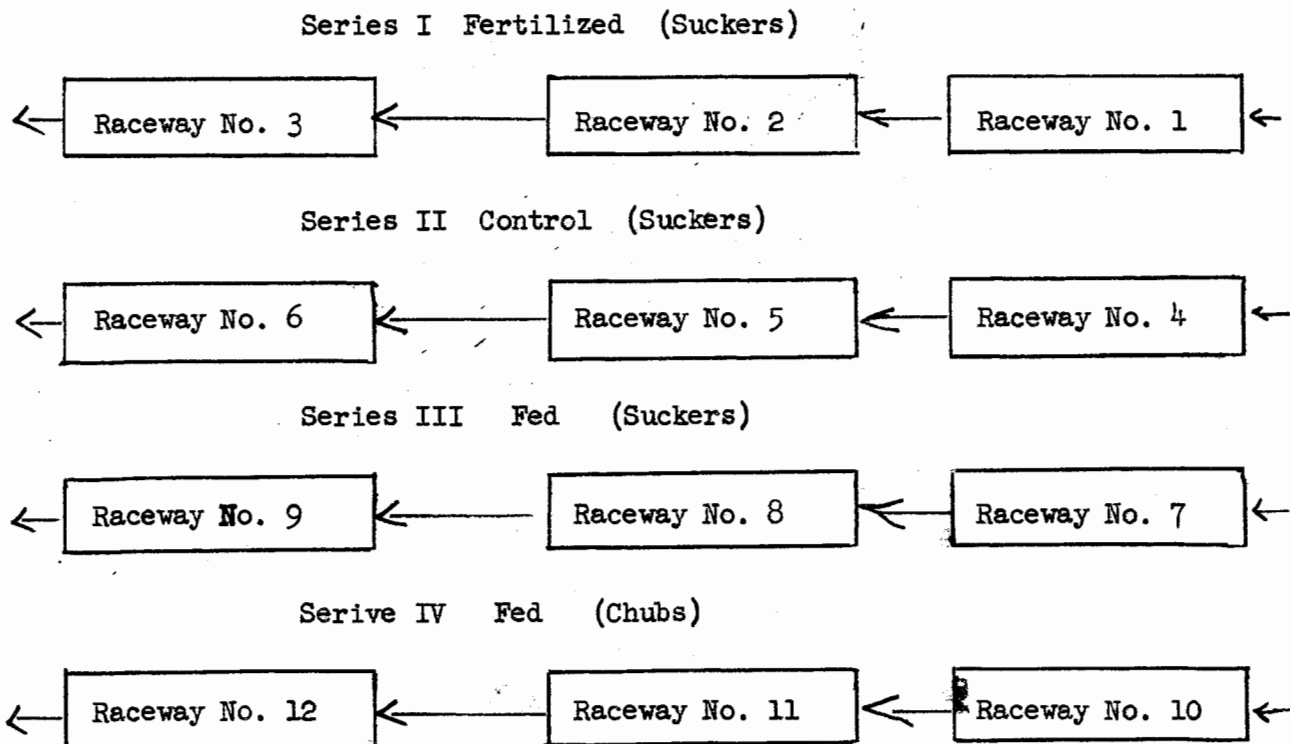 Series I Fertilized (Suckers)
Raceway No. 3 Raceway No. 2 Raceway No. 1
Series II Control (Suckers)
Raceway No. 6 Raceway No. 5 Raceway No. 4
Series III Fed (Suckers)
Raceway No. 9 Raceway No. 8 Raceway No. 7
Serive IV Fed (Chubs)
Raceway No. 12 Raceway No. 11 Raceway No. 10